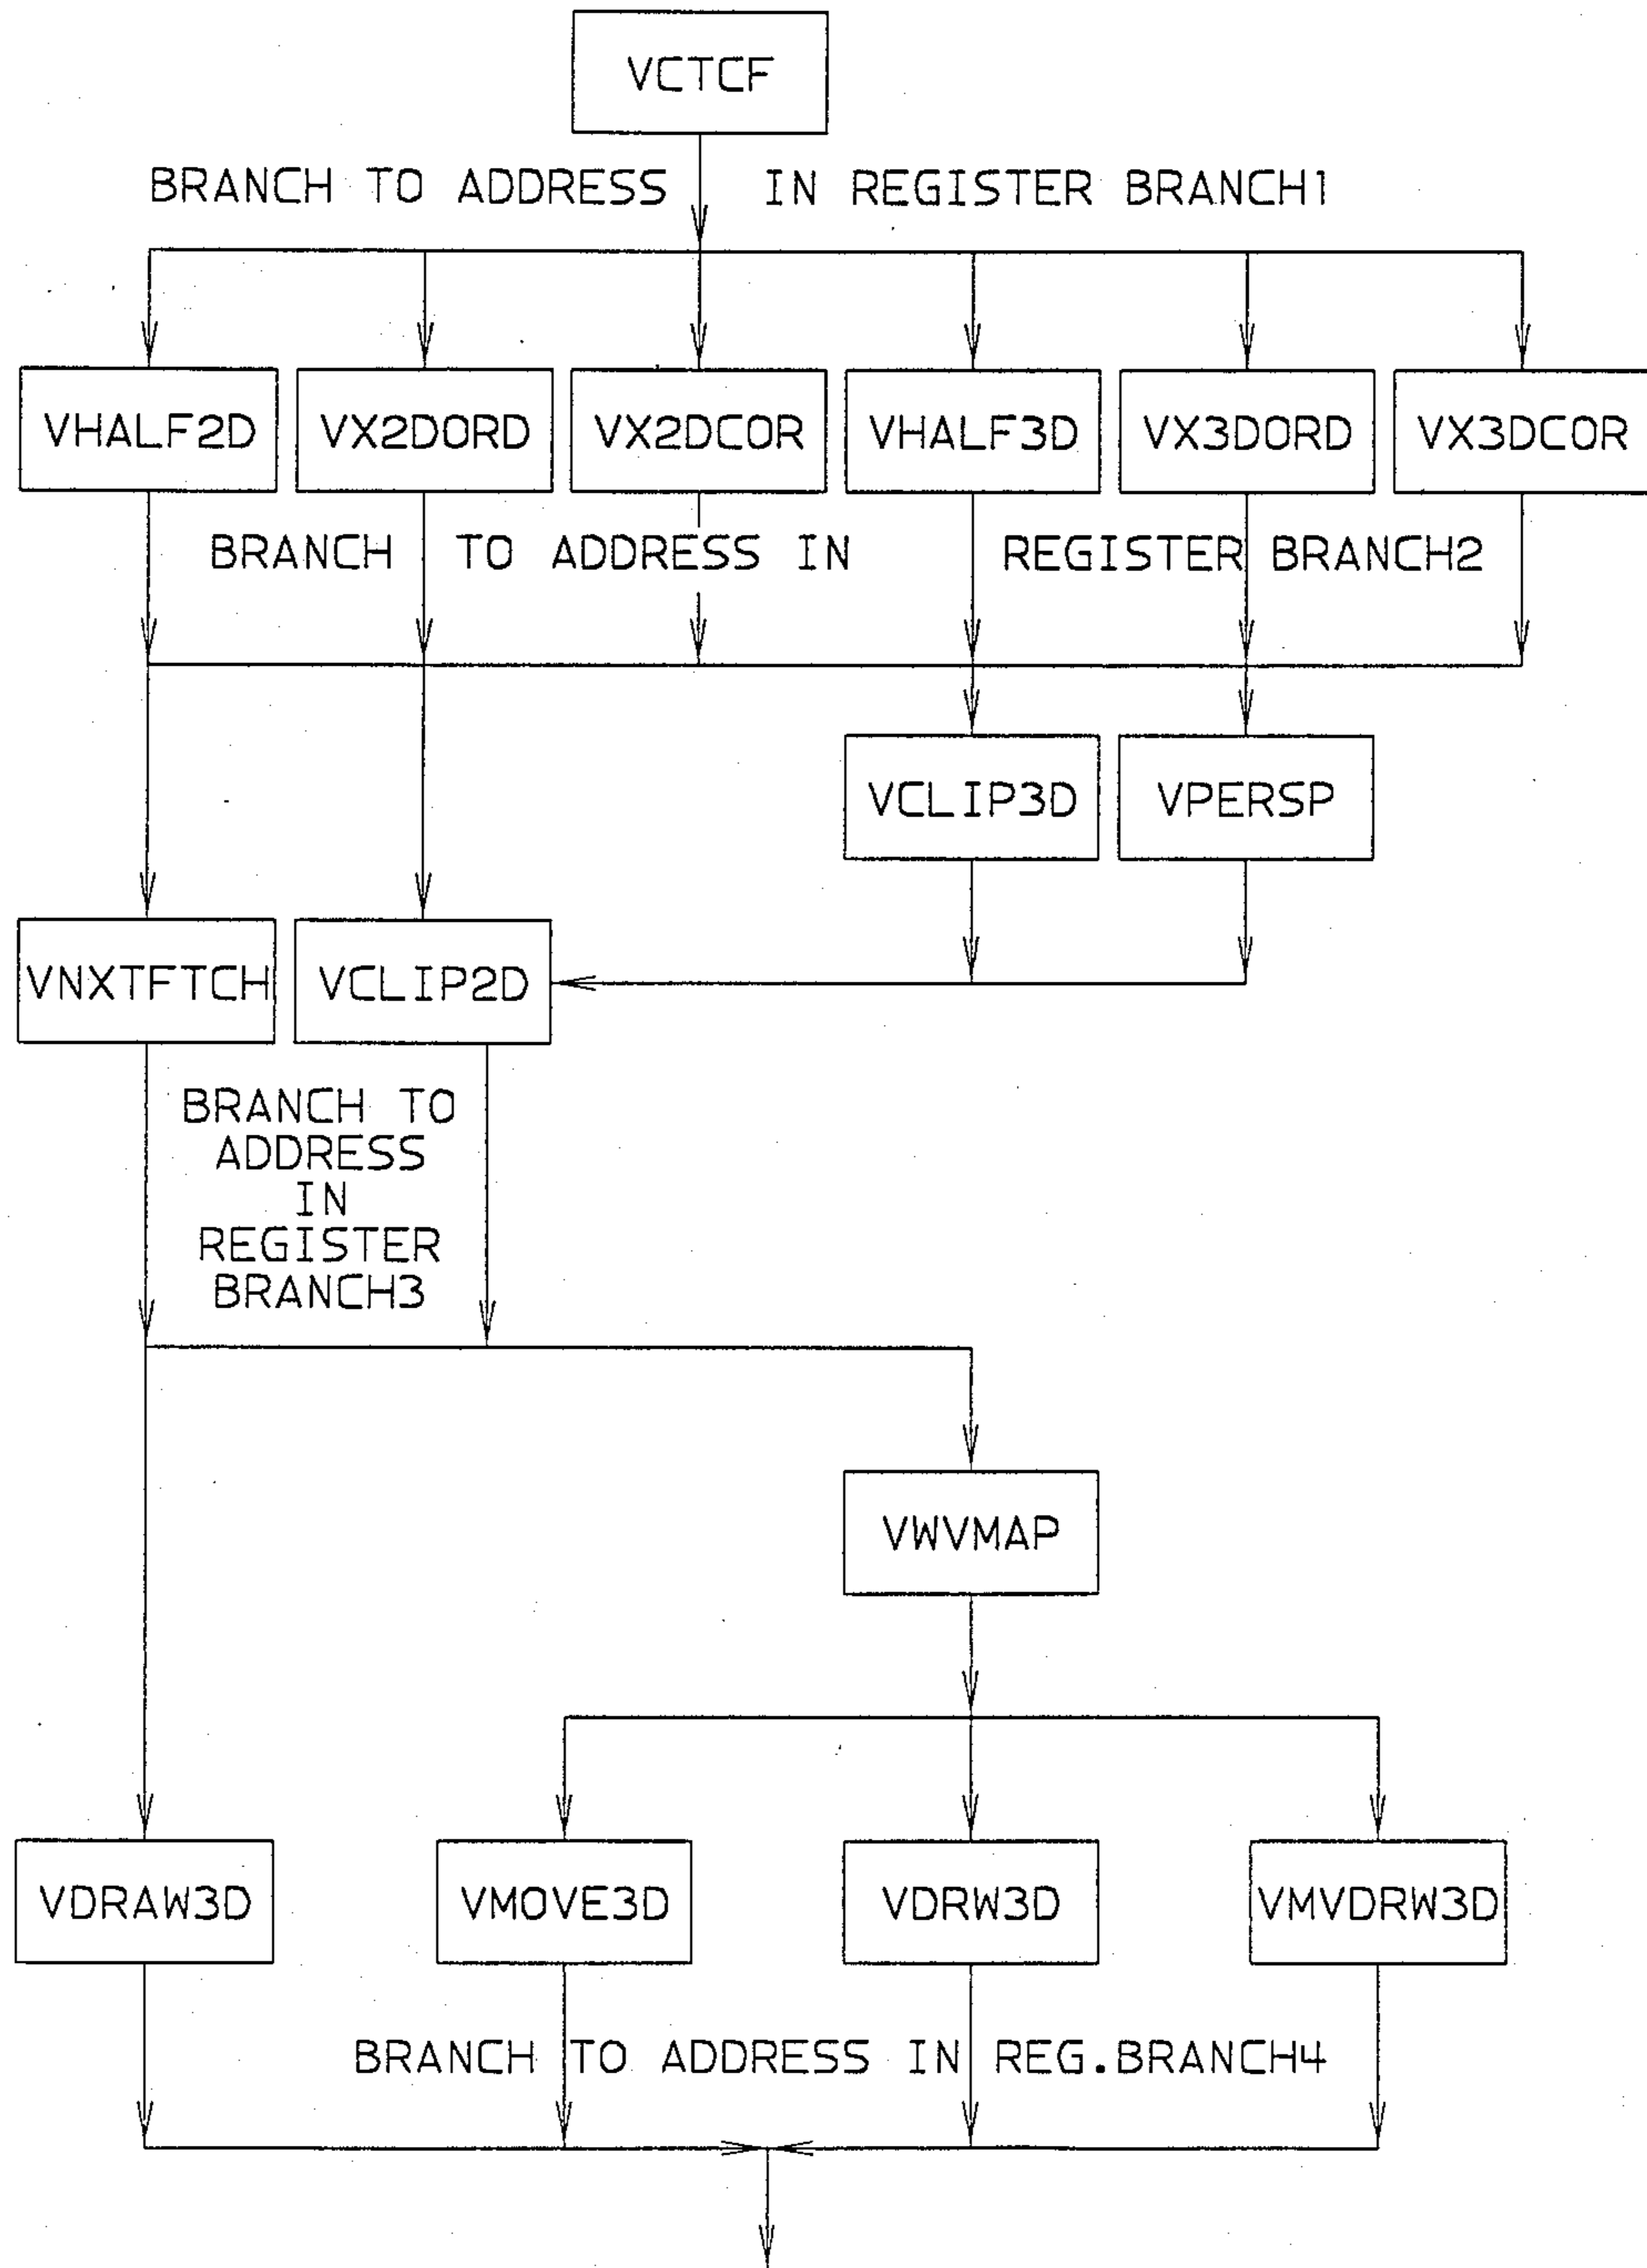 VCTCF
BRANCH TO ADDRESS IN REGISTER BRANCH1
VHALF2D VX2DORD VX2DCOR VHALF3D VX3DORD VX3DCOR
BRANCH TO ADDRESS IN REGISTER BRANCH2
VCLIP3D VPERSP
VNXTFTCH VCLIP2D
BRANCH TO
ADDRESS
IN
REGISTER
BRANCH3
VWVMAP
VDRAW3D VMOVE3D VDRW3D VMVDRW3D
BRANCH TO ADDRESS IN REG.BRANCH4